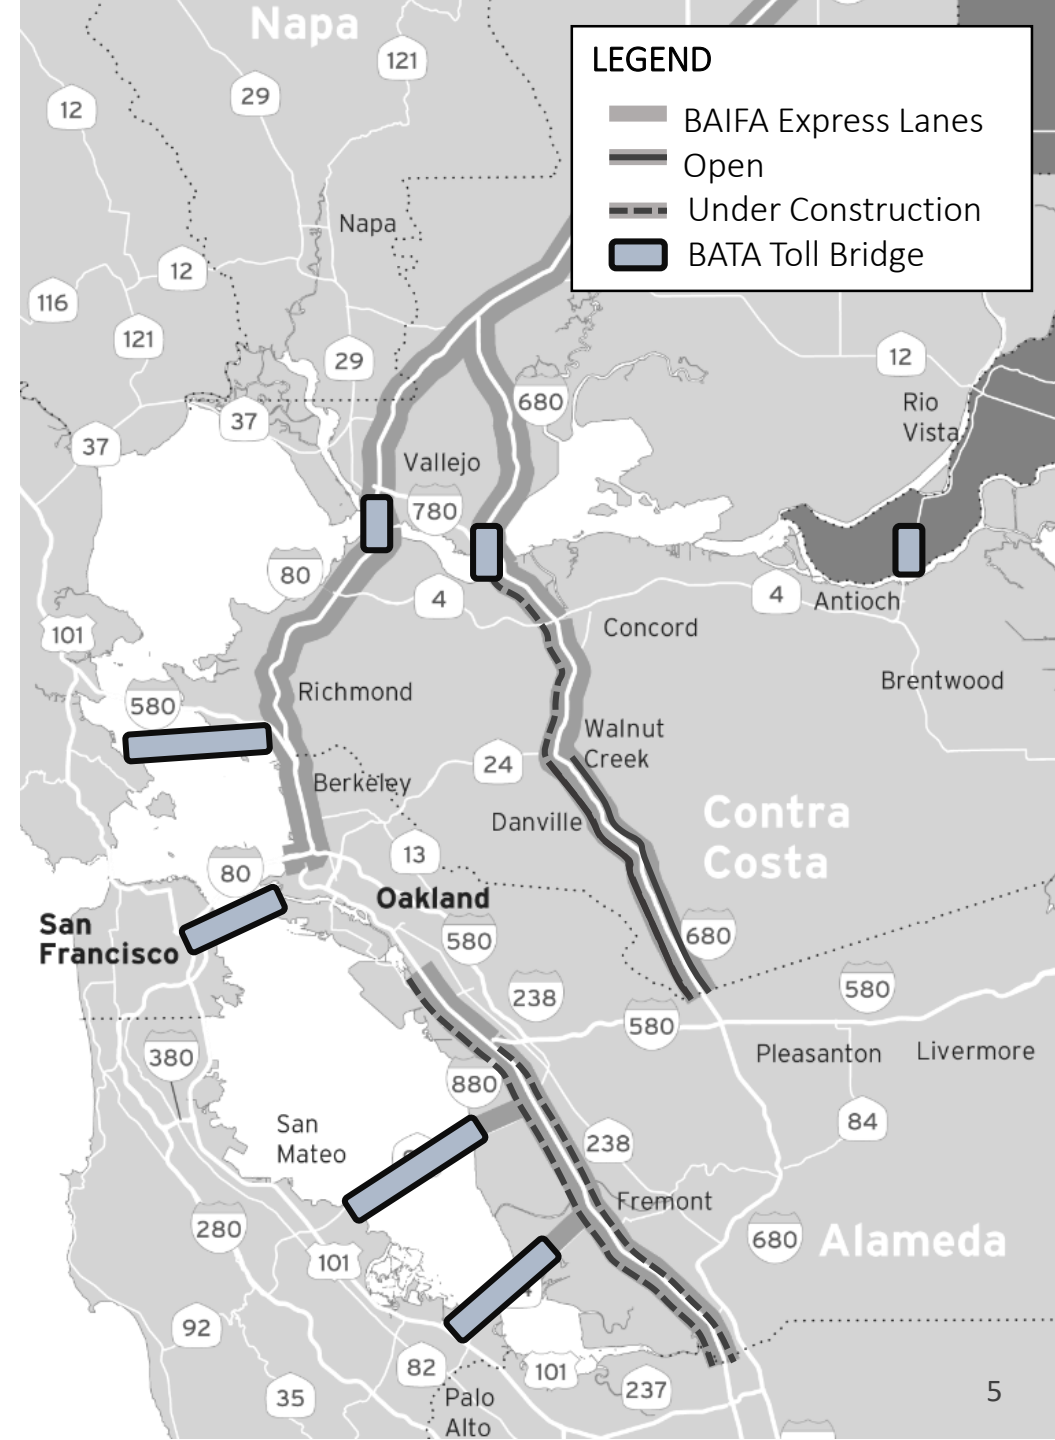 Napa
LEGEND
BAIFA Express Lanes
Open
Under Construction
BATA Toll Bridge
121
29
12
Napa
12
116
121
29
12
680
Rio
Vista
37
37
Vallejo
780
80
4
4
Antioch
101
Concord
Brentwood
Richmond
580
Walnut
Creek
24
Berkeley
Contra
Costa
Danville
13
80
Oakland
San
Francisco
580
680
238
580
580
Pleasanton
Livermore
380
880
San
Mateo
84
238
Fremont
280
680
Alameda
101
92
82
101
237
35
Palo
Alto
5